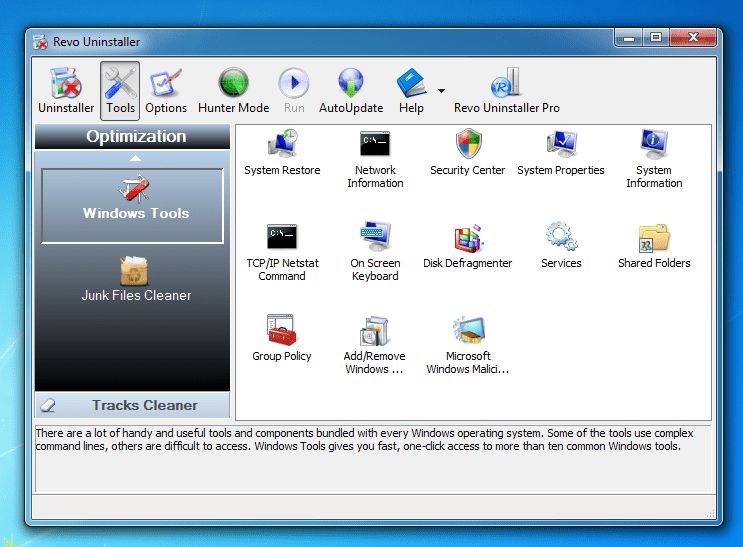 Revo Uninstaller
Uninstaller Tools Options Hunter Mode Run AutoUpdate Help Revo Uninstaller Pro
Optimization
Windows Tools
Junk Files Cleaner
Tracks Cleaner
System Restore
Network
Information
Security Center
System Properties
System
Information
C:\_
TCP/IP Netstat
Command
On Screen
Keyboard
Disk Defragmenter
Services
Shared Folders
Group Policy
Add/Remove
Windows ...
Microsoft
Windows Malici...
There are a lot of handy and useful tools and components bundled with every Windows operating system. Some of the tools use complex
command lines, others are difficult to access. Windows Tools gives you fast, one-click access to more than ten common Windows tools.